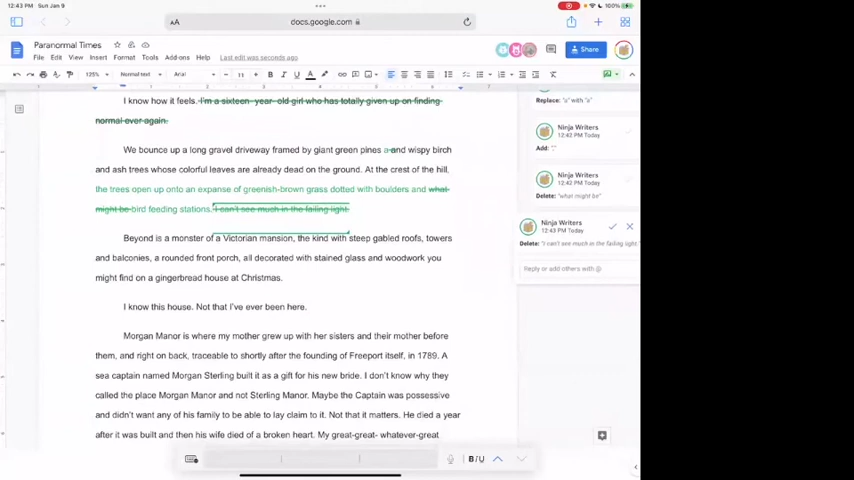 12:43 PM Sun Jan 9
100%
AA
docs.google.com
Paranormal Times
File Edit View Insert Format Tools Add-ons Help Last edit was seconds ago
Share
125% Normal text Arial 11 B I U A
I know how it feels. I'm a sixteen- year- old girl who has totally given up on finding
normal ever again.
We bounce up a long gravel driveway framed by giant green pines a and wispy birch
and ash trees whose colorful leaves are already dead on the ground. At the crest of the hill,
the trees open up onto an expanse of greenish-brown grass dotted with boulders and what
might be bird feeding stations. I can't see much in the failing light.
Beyond is a monster of a Victorian mansion, the kind with steep gabled roofs, towers
and balconies, a rounded front porch, all decorated with stained glass and woodwork you
might find on a gingerbread house at Christmas.
I know this house. Not that I've ever been here.
Morgan Manor is where my mother grew up with her sisters and their mother before
them, and right on back, traceable to shortly after the founding of Freeport itself, in 1789. A
sea captain named Morgan Sterling built it as a gift for his new bride. I don't know why they
called the place Morgan Manor and not Sterling Manor. Maybe the Captain was possessive
and didn't want any of his family to be able to lay claim to it. Not that it matters. He died a year
after it was built and then his wife died of a broken heart. My great-great- whatever-great
Replace: "a" with "a"
Ninja Writers
12:42 PM Today
Add: ","
Ninja Writers
12:42 PM Today
Delete: "what might be"
Ninja Writers
12:43 PM Today
Delete: "I can't see much in the failing light."
Reply or add others with @
B I U